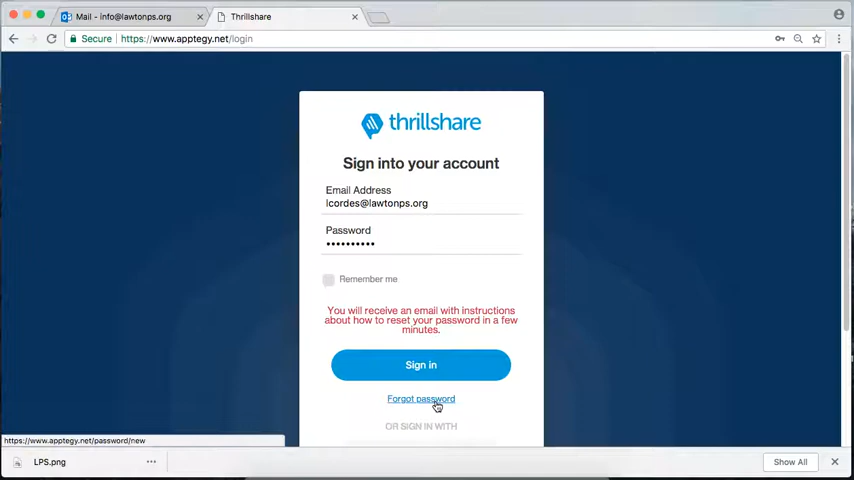 Mail - info@lawtonps.org
Thrillshare
Secure
https://www.apptegy.net/login
thrillshare
Sign into your account
Email Address
lcordes@lawtonps.org
Password
••••••••••
Remember me
You will receive an email with instructions
about how to reset your password in a few
minutes.
Sign in
Forgot password
OR SIGN IN WITH
https://www.apptegy.net/password/new
LPS.png
Show All